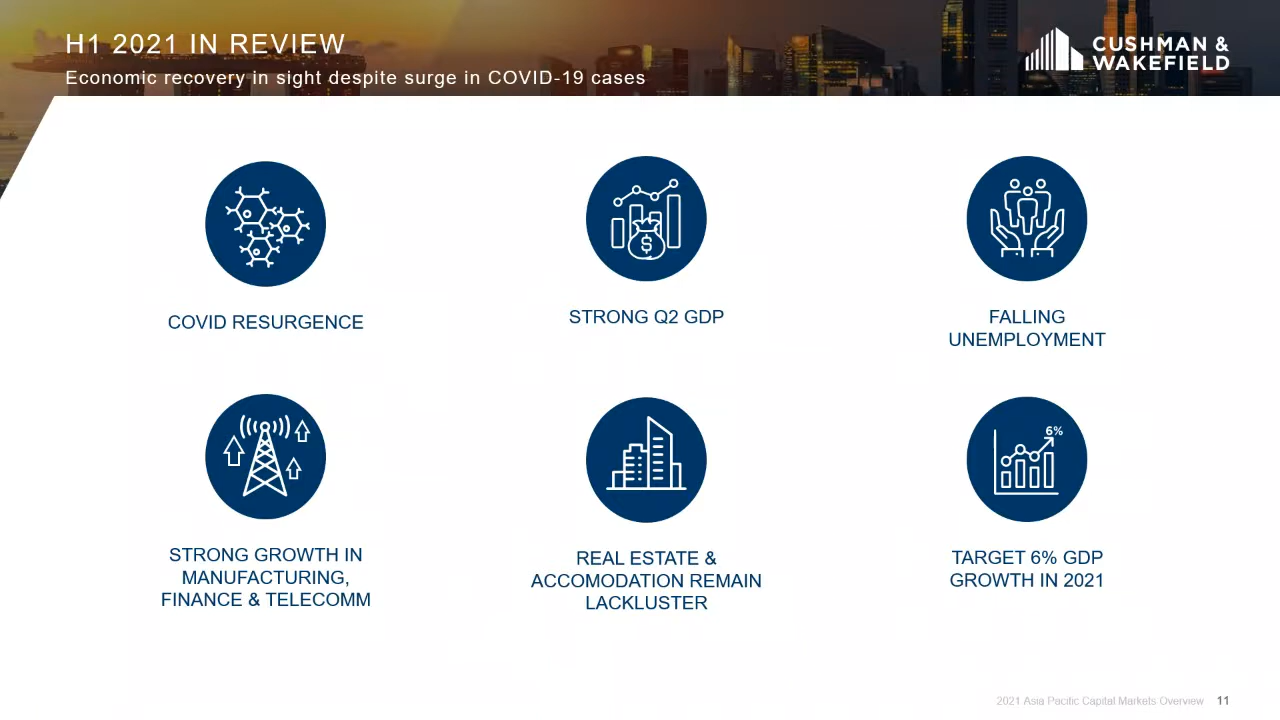 H1 2021 IN REVIEW
Economic recovery in sight despite surge in COVID-19 cases
CUSHMAN &
WAKEFIELD
COVID RESURGENCE
$
STRONG Q2 GDP
FALLING
UNEMPLOYMENT
STRONG GROWTH IN
MANUFACTURING,
FINANCE & TELECOMM
REAL ESTATE &
ACCOMODATION REMAIN
LACKLUSTER
6%
TARGET 6% GDP
GROWTH IN 2021
2021 Asia Pacific Capital Markets Overview 11